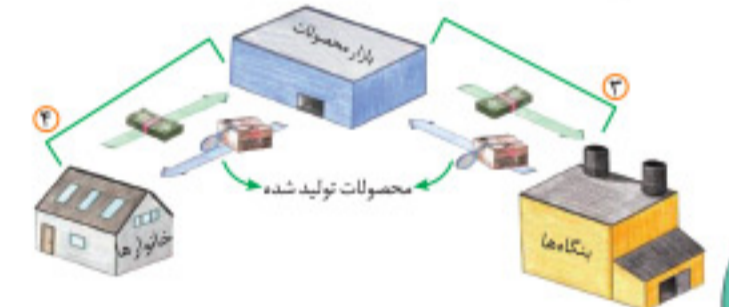 بازار محصولات
۳
۴
محصولات تولید شده
خانوارها
بنگاه‌ها